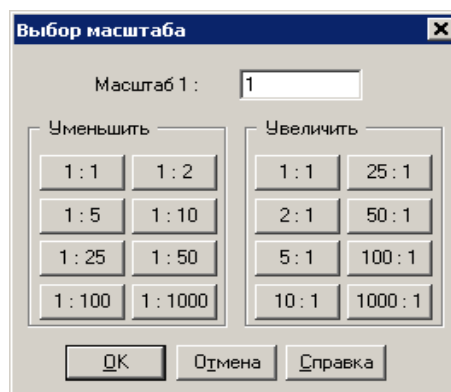 Выбор масштаба
Масштаб 1 : 1
Уменьшить Увеличить
1 : 1 1 : 2 1 : 1 25 : 1
1 : 5 1 : 10 2 : 1 50 : 1
1 : 25 1 : 50 5 : 1 100 : 1
1 : 100 1 : 1000 10 : 1 1000 : 1
OK Отмена Справка